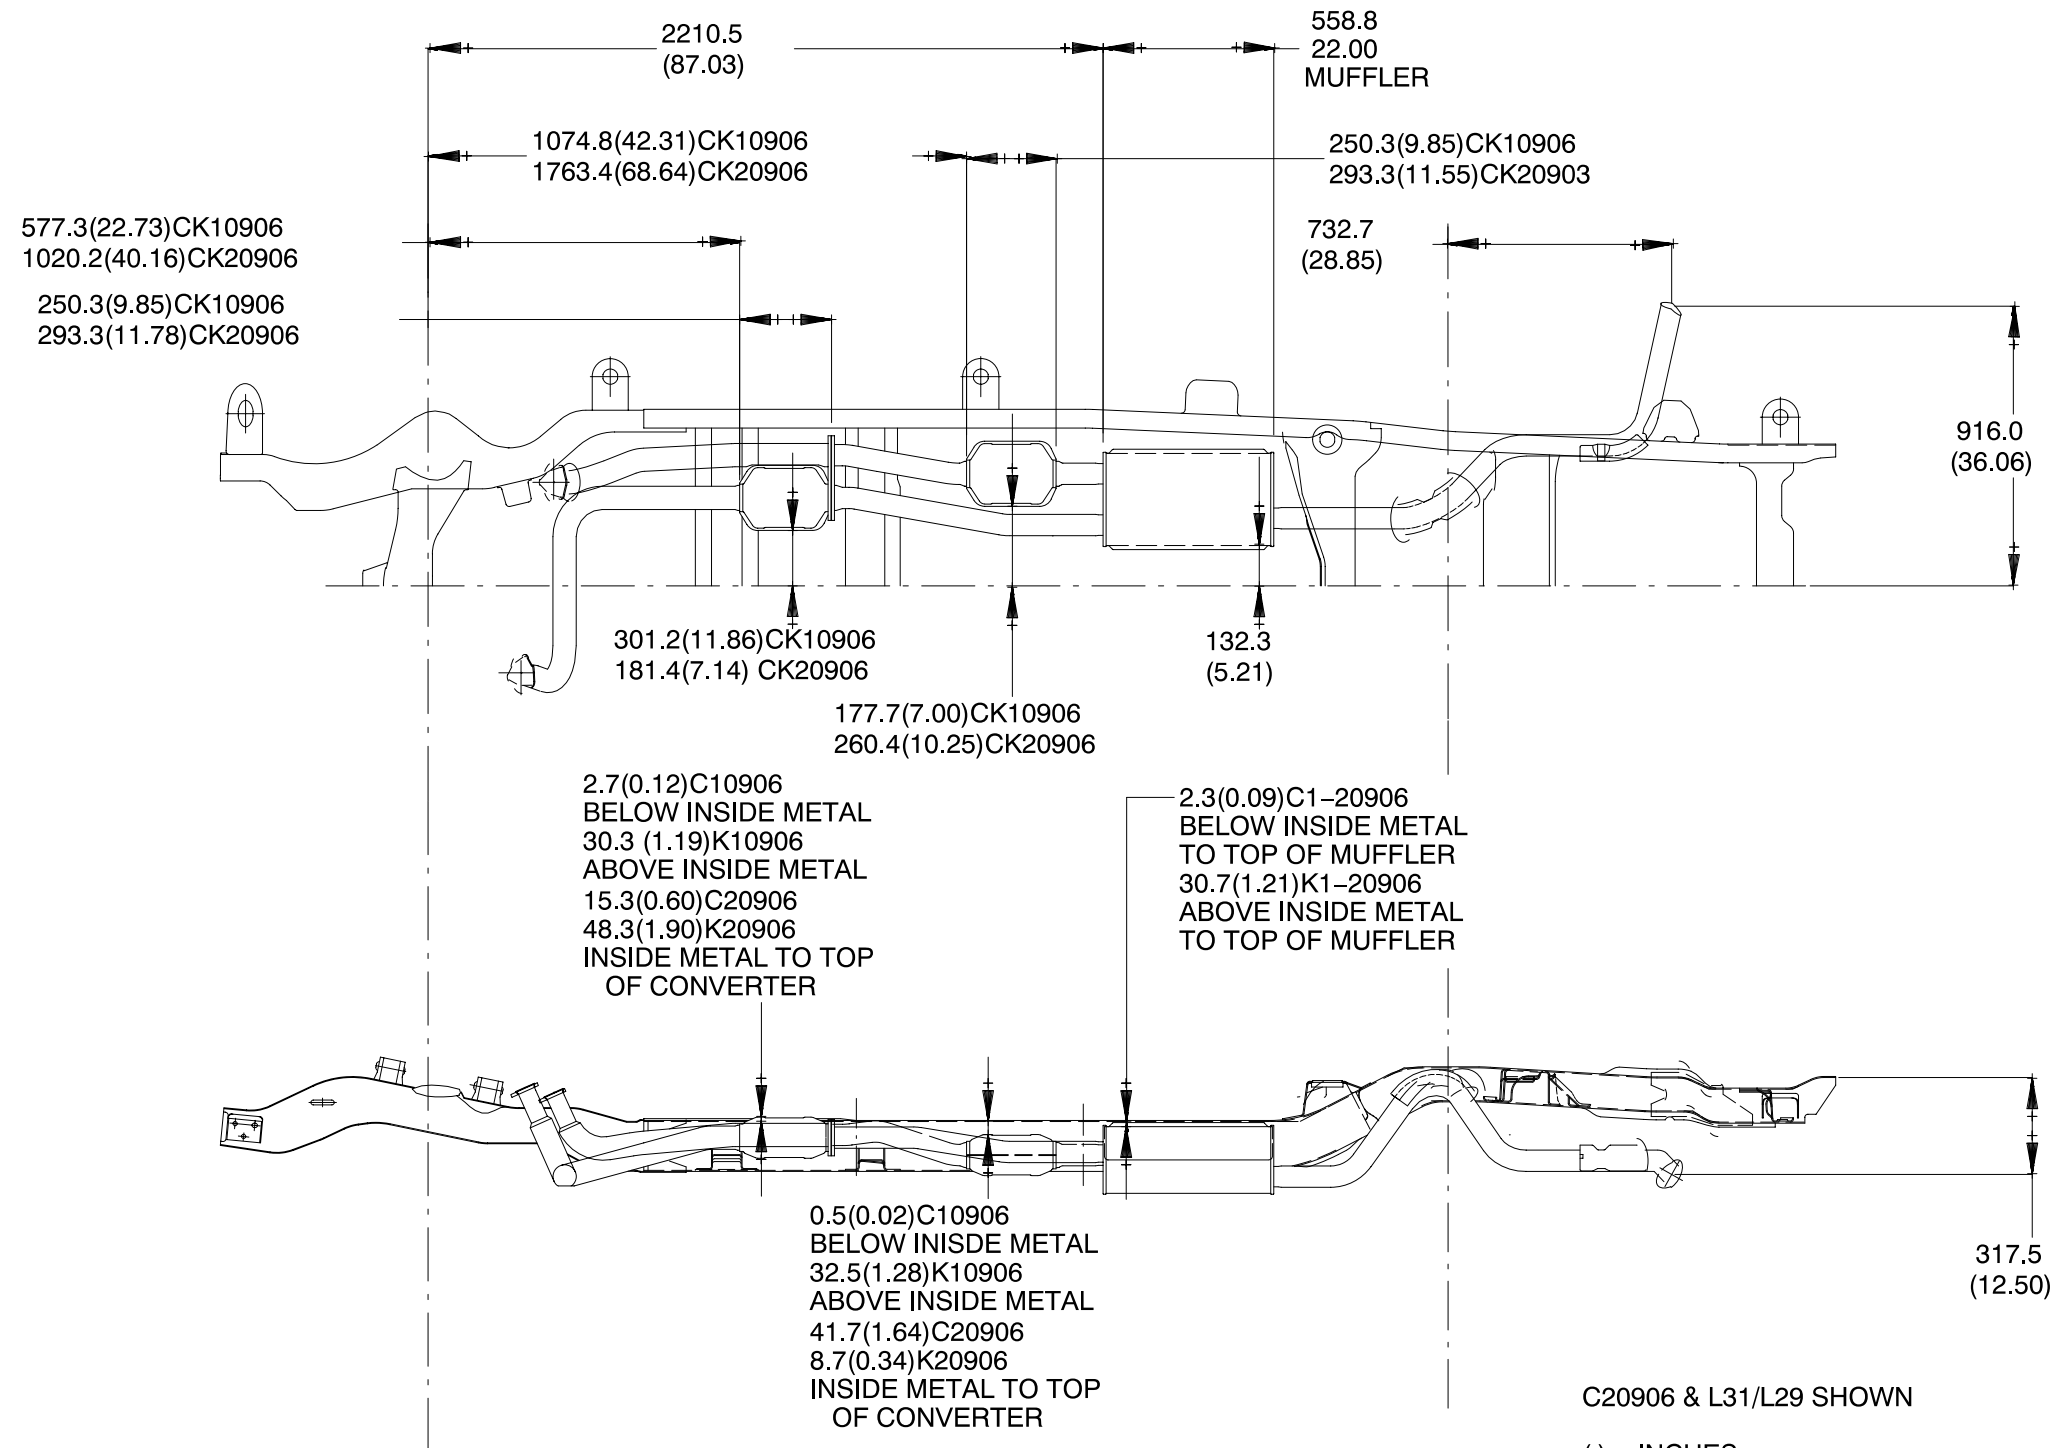 2210.5
(87.03)
558.8
22.00
MUFFLER
1074.8(42.31)CK10906
1763.4(68.64)CK20906
250.3(9.85)CK10906
293.3(11.55)CK20903
577.3(22.73)CK10906
1020.2(40.16)CK20906
732.7
(28.85)
250.3(9.85)CK10906
293.3(11.78)CK20906
916.0
(36.06)
301.2(11.86)CK10906
181.4(7.14) CK20906
132.3
(5.21)
177.7(7.00)CK10906
260.4(10.25)CK20906
2.7(0.12)C10906
BELOW INSIDE METAL
30.3 (1.19)K10906
ABOVE INSIDE METAL
15.3(0.60)C20906
48.3(1.90)K20906
INSIDE METAL TO TOP
OF CONVERTER
2.3(0.09)C1–20906
BELOW INSIDE METAL
TO TOP OF MUFFLER
30.7(1.21)K1–20906
ABOVE INSIDE METAL
TO TOP OF MUFFLER
0.5(0.02)C10906
BELOW INISDE METAL
32.5(1.28)K10906
ABOVE INSIDE METAL
41.7(1.64)C20906
8.7(0.34)K20906
INSIDE METAL TO TOP
OF CONVERTER
317.5
(12.50)
C20906 & L31/L29 SHOWN
INCHES